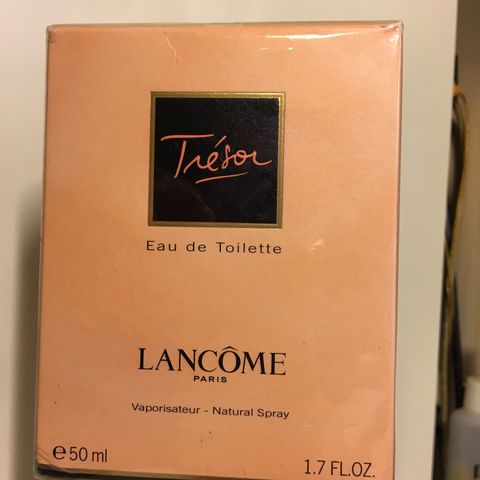 Trésor
Eau de Toilette
LANCÔME
PARIS
Vaporisateur - Natural Spray
℮ 50 ml 1.7 FL.OZ.